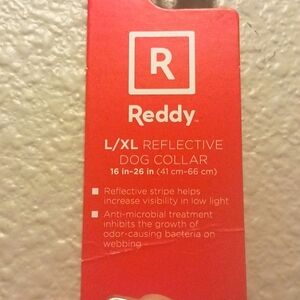 R
Reddy™
L/XL REFLECTIVE
DOG COLLAR
16 in-26 in (41 cm-66 cm)
Reflective stripe helps
increase visibility in low light
Anti-microbial treatment
inhibits the growth of
odor-causing bacteria on
webbing